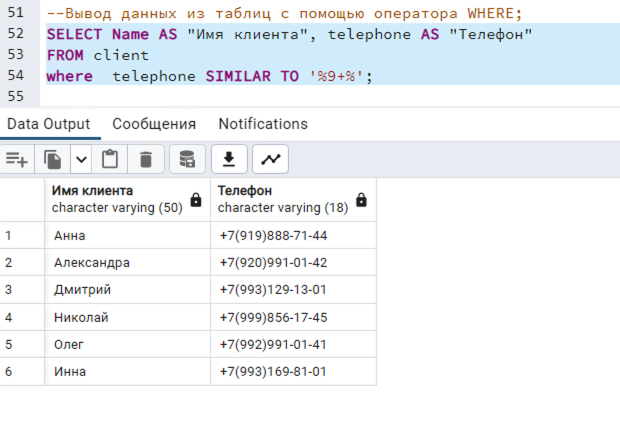 51 --Вывод данных из таблиц с помощью оператора WHERE;
52 SELECT Name AS "Имя клиента", telephone AS "Телефон"
53 FROM client
54 where  telephone SIMILAR TO '%9+%';
55
Data Output Сообщения Notifications
Имя клиента Телефон
character varying (50) character varying (18)
1 Анна +7(919)888-71-44
2 Александра +7(920)991-01-42
3 Дмитрий +7(993)129-13-01
4 Николай +7(999)856-17-45
5 Олег +7(992)991-01-41
6 Инна +7(993)169-81-01